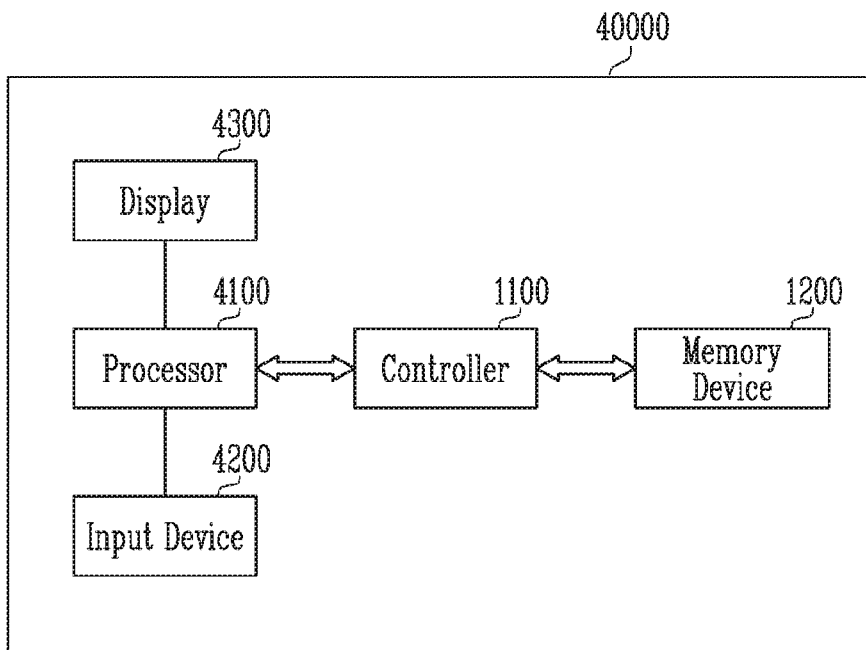 40000
4300
Display
4100
Processor
1100
Controller
1200
Memory
Device
4200
Input Device